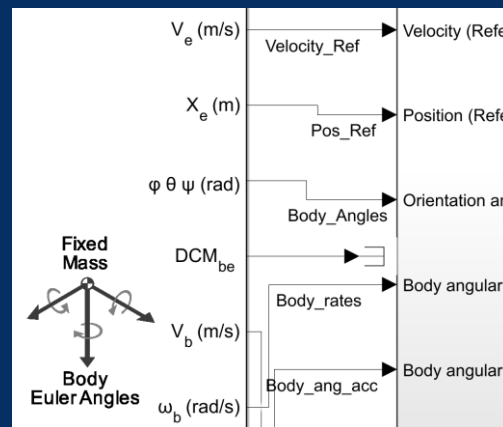 V_e (m/s)
Velocity_Ref
Velocity (Refe
X_e (m)
Pos_Ref
Position (Refe
φ θ ψ (rad)
Body_Angles
Orientation an
Fixed
Mass
DCM_be
Body_rates
Body angular
V_b (m/s)
Body
Euler Angles
Body_ang_acc
Body angular
ω_b (rad/s)